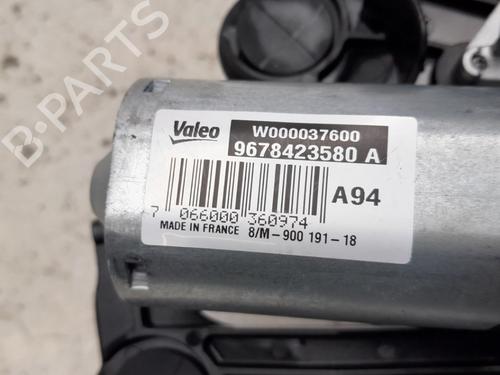 B-PARTS
Valeo
W000037600
9678423580 A
A94
7 066000 360974
MADE IN FRANCE 8/M-900 191-18